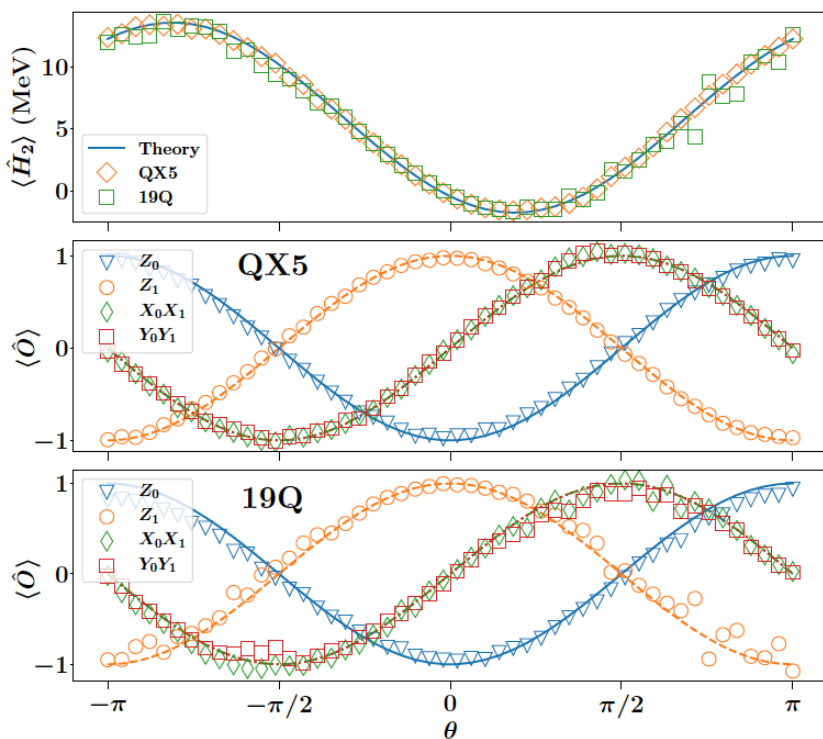 ⟨Ĥ₂⟩ (MeV)
10
5
0
Theory
QX5
19Q
⟨Ô⟩
1
0
−1
Z₀
Z₁
X₀X₁
Y₀Y₁
QX5
⟨Ô⟩
1
0
−1
Z₀
Z₁
X₀X₁
Y₀Y₁
19Q
−π −π/2 0 π/2 π
θ